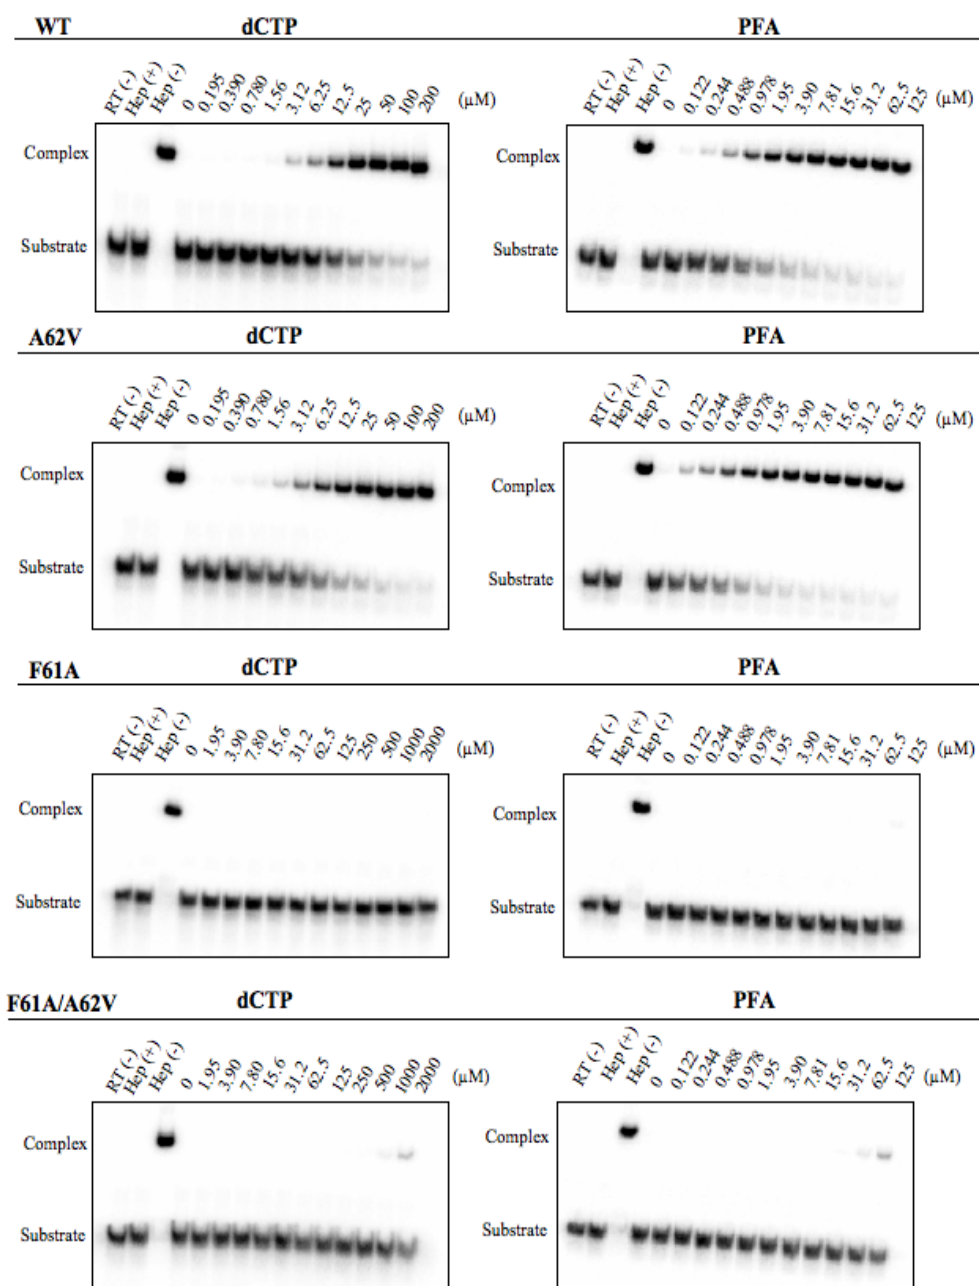 WT dCTP PFA
RT (-) Hep (+) Hep (-) 0 0.195 0.390 0.780 1.56 3.12 6.25 12.5 25 50 100 200 (µM)
RT (-) Hep (+) Hep (-) 0 0.122 0.244 0.488 0.978 1.95 3.90 7.81 15.6 31.2 62.5 125 (µM)
Complex Complex
Substrate Substrate
A62V dCTP PFA
RT (-) Hep (+) Hep (-) 0 0.195 0.390 0.780 1.56 3.12 6.25 12.5 25 50 100 200 (µM)
RT (-) Hep (+) Hep (-) 0 0.122 0.244 0.488 0.978 1.95 3.90 7.81 15.6 31.2 62.5 125 (µM)
Complex Complex
Substrate Substrate
F61A dCTP PFA
RT (-) Hep (+) Hep (-) 0 1.95 3.90 7.80 15.6 31.2 62.5 125 250 500 1000 2000 (µM)
RT (-) Hep (+) Hep (-) 0 0.122 0.244 0.488 0.978 1.95 3.90 7.81 15.6 31.2 62.5 125 (µM)
Complex Complex
Substrate Substrate
F61A/A62V dCTP PFA
RT (-) Hep (+) Hep (-) 0 1.95 3.90 7.80 15.6 31.2 62.5 125 250 500 1000 2000 (µM)
RT (-) Hep (+) Hep (-) 0 0.122 0.244 0.488 0.978 1.95 3.90 7.81 15.6 31.2 62.5 125 (µM)
Complex Complex
Substrate Substrate